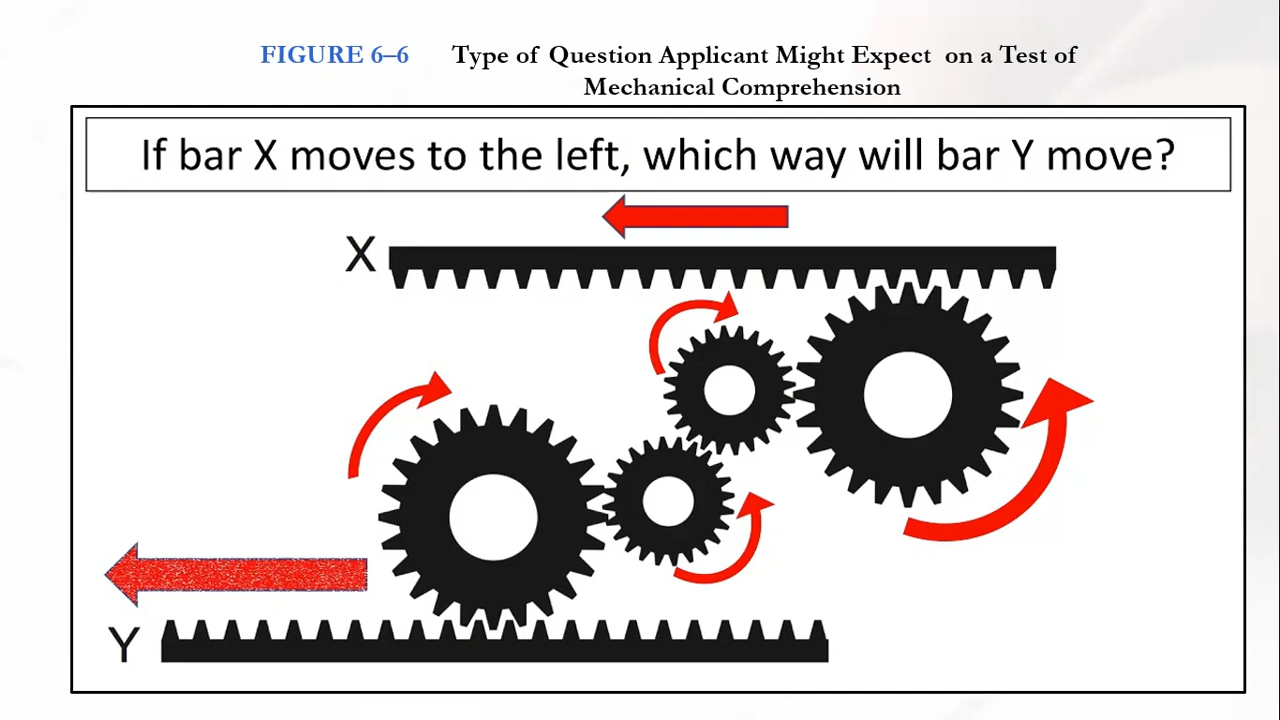 FIGURE 6–6 Type of Question Applicant Might Expect on a Test of
Mechanical Comprehension
If bar X moves to the left, which way will bar Y move?
X
Y